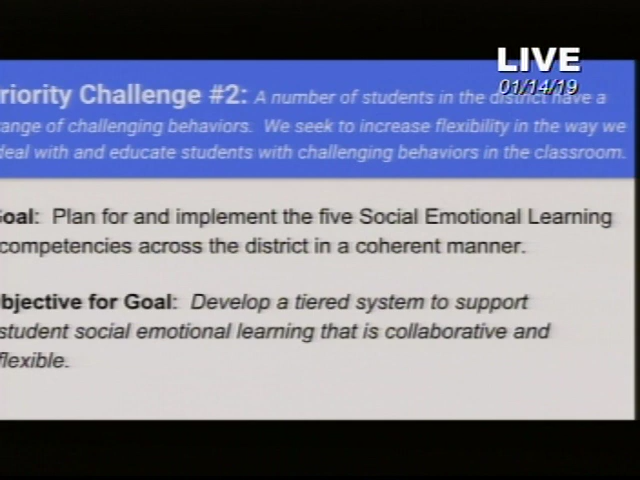 LIVE
01/14/19
riority Challenge #2: A number of students in the district have a
range of challenging behaviors. We seek to increase flexibility in the way we
deal with and educate students with challenging behaviors in the classroom.
oal: Plan for and implement the five Social Emotional Learning
competencies across the district in a coherent manner.
bjective for Goal: Develop a tiered system to support
student social emotional learning that is collaborative and
flexible.